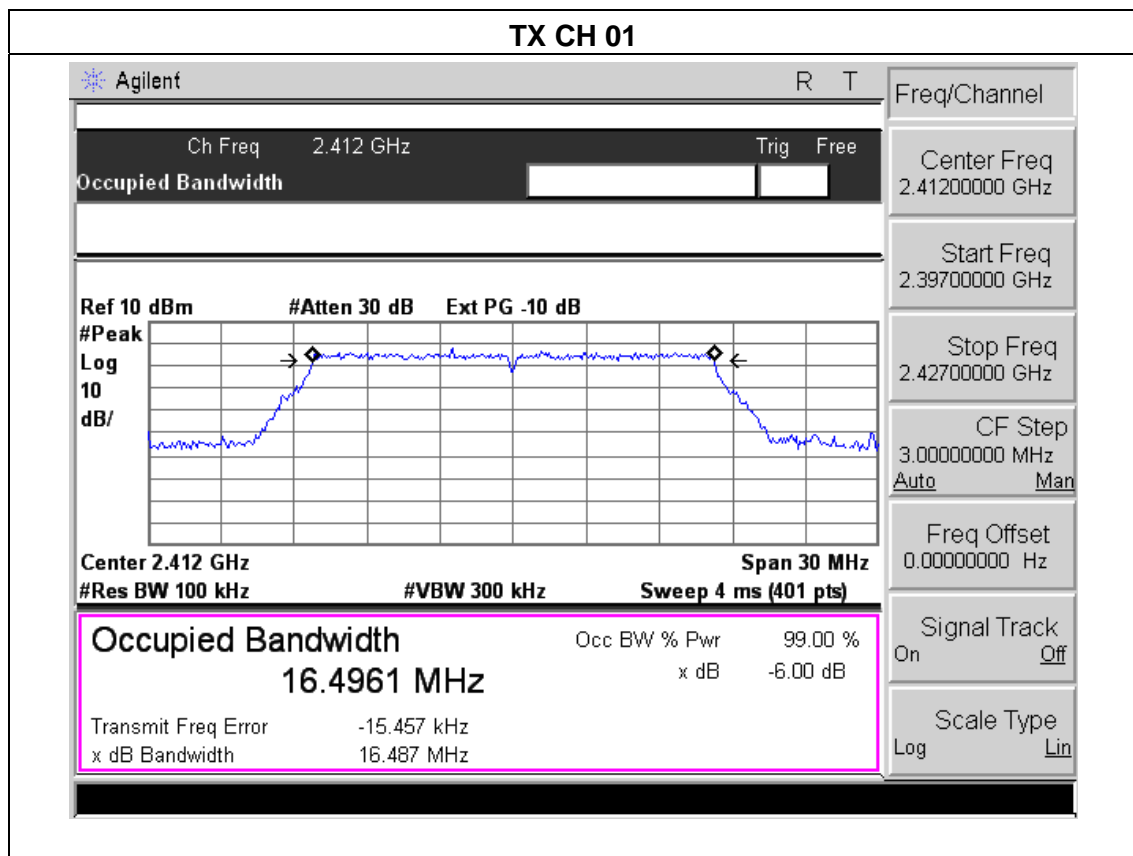 TX CH 01
Agilent R T
Freq/Channel
Ch Freq 2.412 GHz Trig Free
Occupied Bandwidth
Center Freq
2.41200000 GHz
Start Freq
2.39700000 GHz
Stop Freq
2.42700000 GHz
CF Step
3.00000000 MHz
Auto Man
Freq Offset
0.00000000 Hz
Signal Track
On Off
Scale Type
Log Lin
Ref 10 dBm #Atten 30 dB Ext PG -10 dB
#Peak
Log
10
dB/
Center 2.412 GHz Span 30 MHz
#Res BW 100 kHz #VBW 300 kHz Sweep 4 ms (401 pts)
Occupied Bandwidth Occ BW % Pwr 99.00 %
16.4961 MHz x dB -6.00 dB
Transmit Freq Error -15.457 kHz
x dB Bandwidth 16.487 MHz